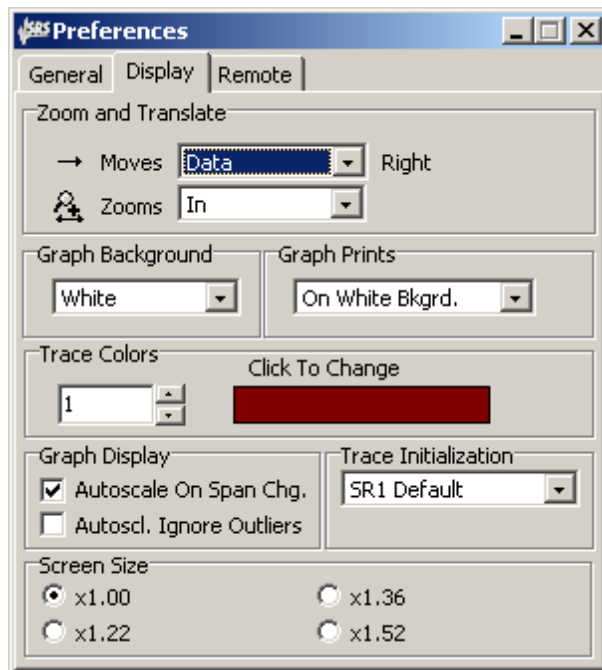 SRS Preferences
General Display Remote
Zoom and Translate
Moves Data Right
Zooms In
Graph Background Graph Prints
White On White Bkgrd.
Trace Colors
Click To Change
1
Graph Display Trace Initialization
Autoscale On Span Chg. SR1 Default
Autoscl. Ignore Outliers
Screen Size
x1.00 x1.36
x1.22 x1.52